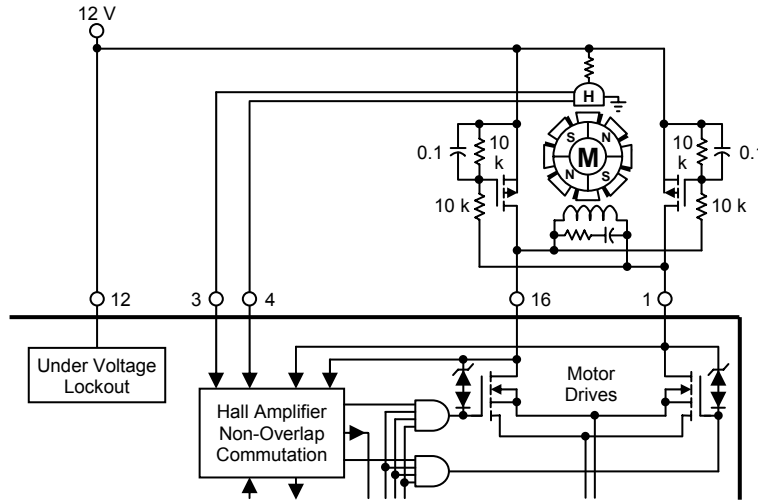 12 V
H
S
N
M
N
S
0.1
10
k
10 k
10
k
0.1
10 k
12
3
4
16
1
Under Voltage
Lockout
Hall Amplifier
Non-Overlap
Commutation
Motor
Drives